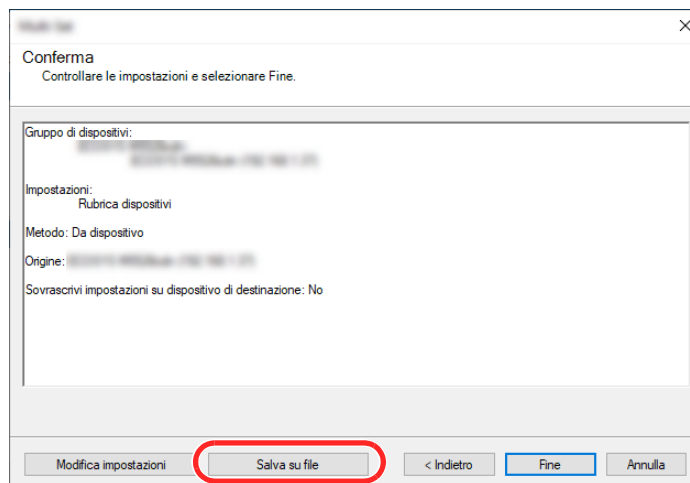 Conferma
Controllare le impostazioni e selezionare Fine.
Gruppo di dispositivi:
Impostazioni:
Rubrica dispositivi
Metodo: Da dispositivo
Origine:
Sovrascrivi impostazioni su dispositivo di destinazione: No
Modifica impostazioni
Salva su file
< Indietro
Fine
Annulla